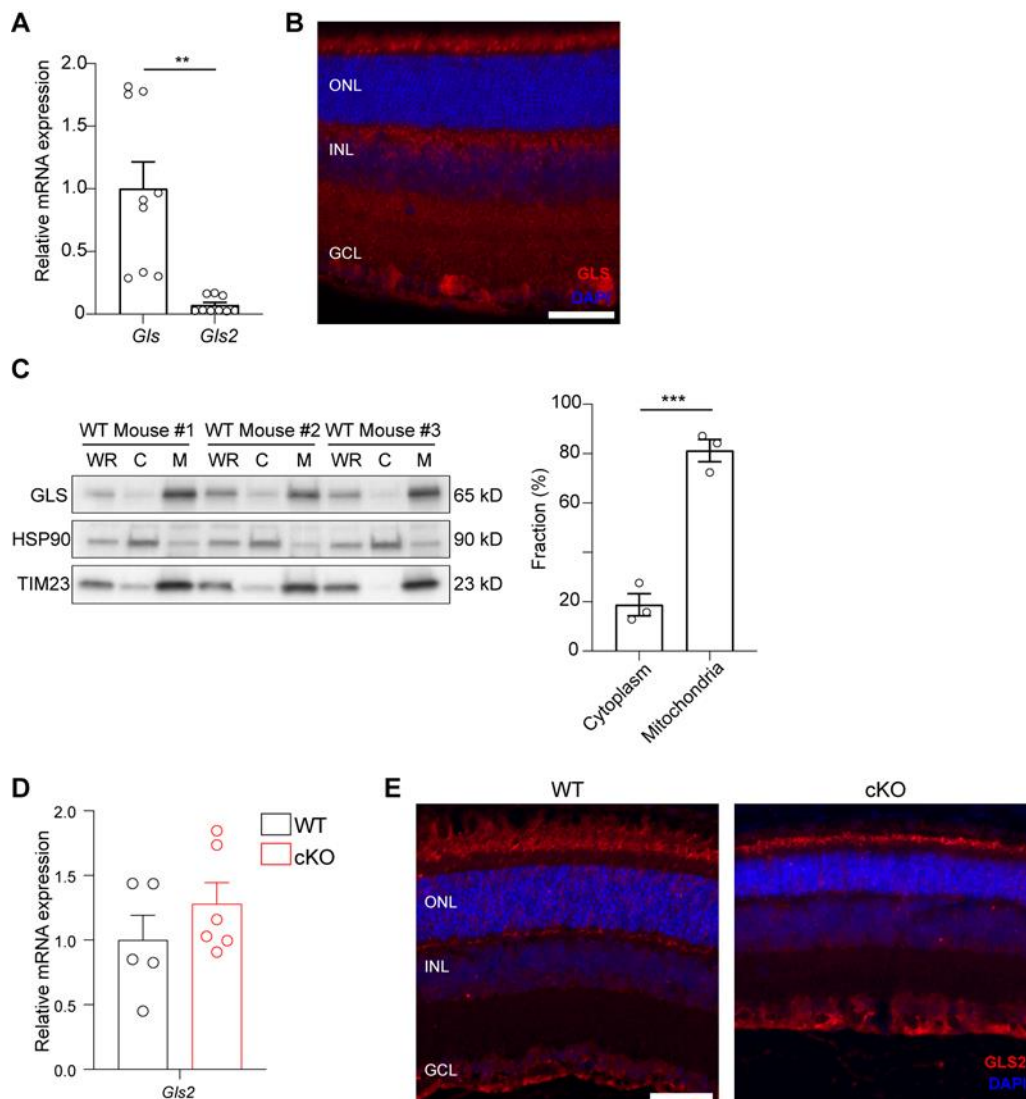 A
Relative mRNA expression
2.0
1.5
1.0
0.5
0
**
Gls
Gls2
B
ONL
INL
GCL
GLS
DAPI
C
WT Mouse #1 WT Mouse #2 WT Mouse #3
WR C M WR C M WR C M
GLS 65 kD
HSP90 90 kD
TIM23 23 kD
Fraction (%)
100
80
60
40
20
0
***
Cytoplasm
Mitochondria
D
Relative mRNA expression
2.0
1.5
1.0
0.5
0.0
Gls2
WT
cKO
E
WT
cKO
ONL
INL
GCL
GLS2
DAPI